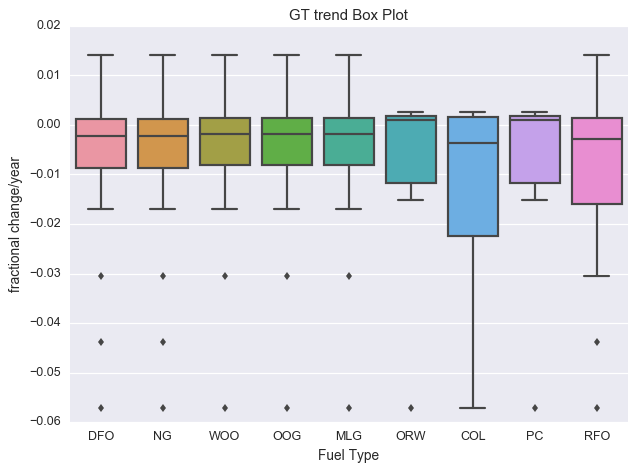 GT trend Box Plot
0.02
0.01
0.00
−0.01
−0.02
−0.03
−0.04
−0.05
−0.06
fractional change/year
DFO NG WOO OOG MLG ORW COL PC RFO
Fuel Type